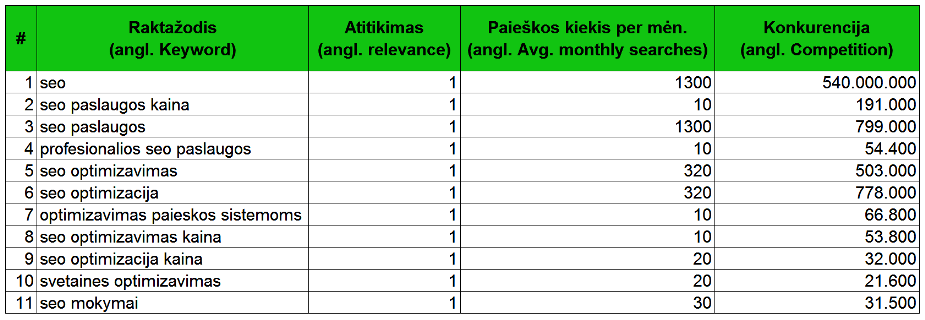 # Raktažodis (angl. Keyword) Atitikimas (angl. relevance) Paieškos kiekis per mėn. (angl. Avg. monthly searches) Konkurencija (angl. Competition)
1 seo 1 1300 540.000.000
2 seo paslaugos kaina 1 10 191.000
3 seo paslaugos 1 1300 799.000
4 profesionalios seo paslaugos 1 10 54.400
5 seo optimizavimas 1 320 503.000
6 seo optimizacija 1 320 778.000
7 optimizavimas paieskos sistemoms 1 10 66.800
8 seo optimizavimas kaina 1 10 53.800
9 seo optimizacija kaina 1 20 32.000
10 svetaines optimizavimas 1 20 21.600
11 seo mokymai 1 30 31.500